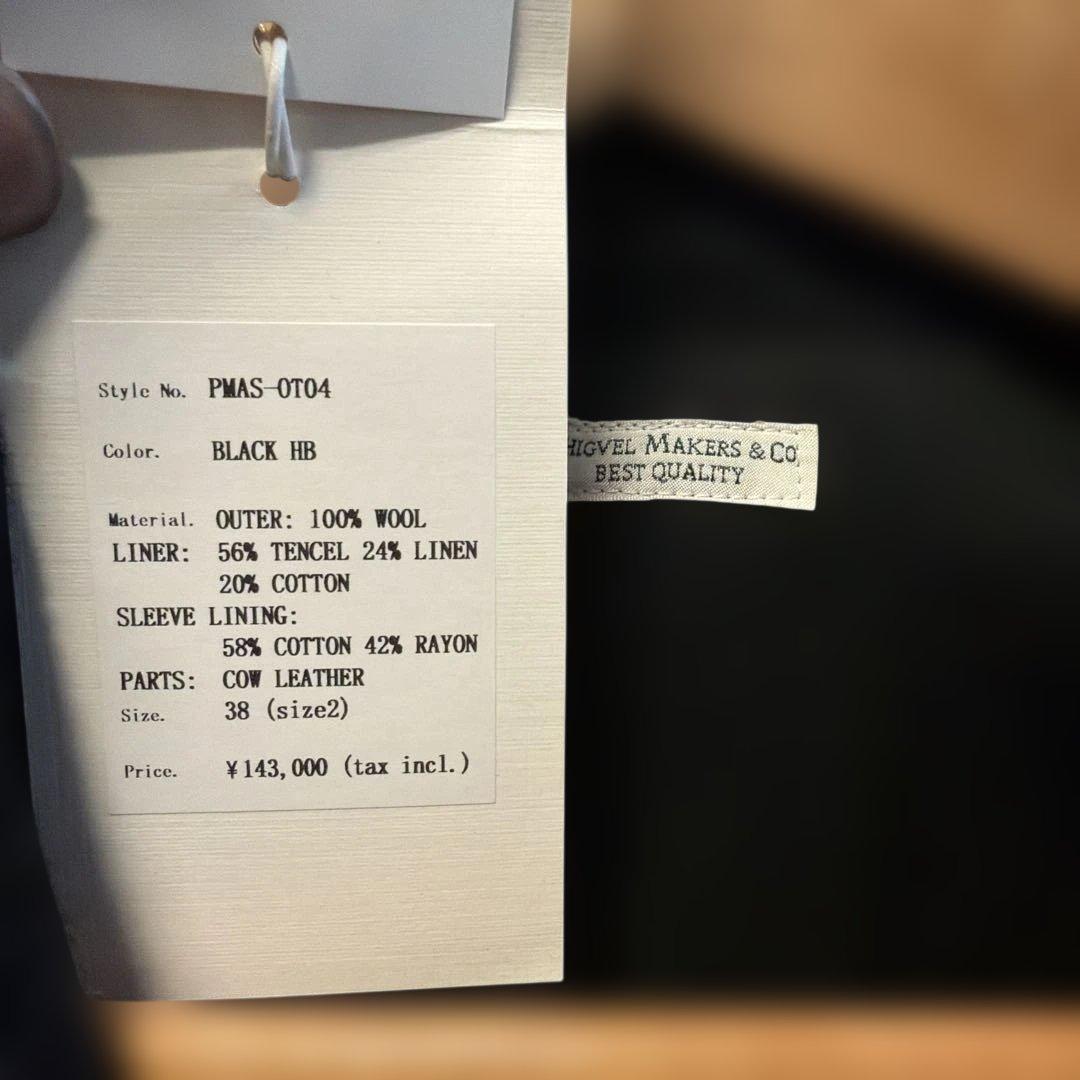 Style No. PMAS-OT04
Color. BLACK HB
Material. OUTER: 100% WOOL
LINER: 56% TENCEL 24% LINEN
20% COTTON
SLEEVE LINING:
58% COTTON 42% RAYON
PARTS: COW LEATHER
Size. 38 (size2)
Price. ¥143,000 (tax incl.)
HIGVEL MAKERS & CO.
BEST QUALITY